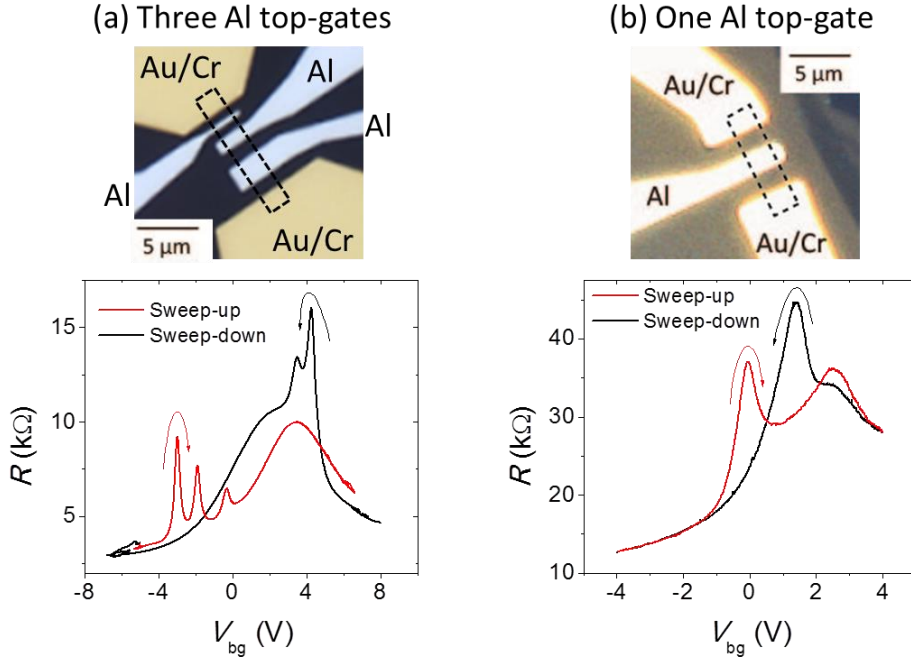 (a) Three Al top-gates
Au/Cr
Al
Al
Al
5 µm
Au/Cr
Sweep-up
Sweep-down
15
10
5
R (kΩ)
-8
-4
0
4
8
Vbg (V)
(b) One Al top-gate
5 µm
Au/Cr
Al
Au/Cr
Sweep-up
Sweep-down
40
30
20
10
R (kΩ)
-4
-2
0
2
4
Vbg (V)